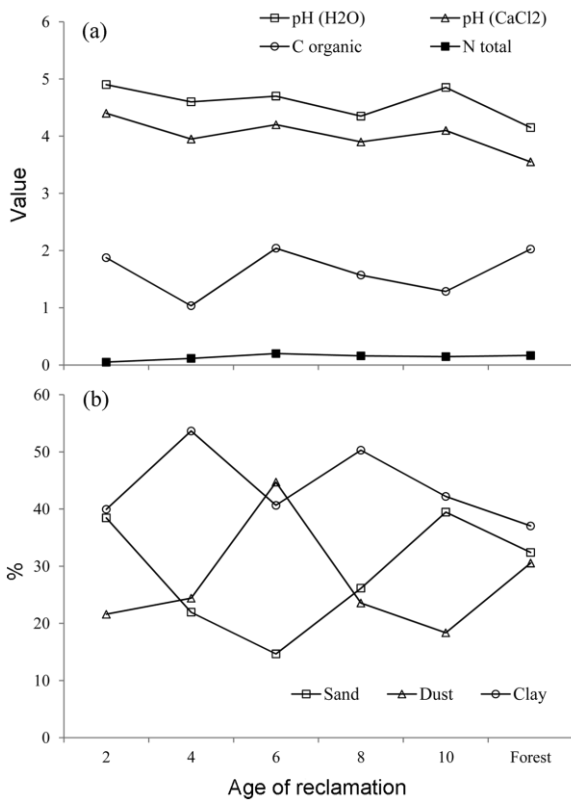 pH (H2O) pH (CaCl2)
(a)
C organic N total
6
5
4
3
2
1
0
Value
(b)
60
50
40
30
20
10
0
%
Sand Dust Clay
2 4 6 8 10 Forest
Age of reclamation